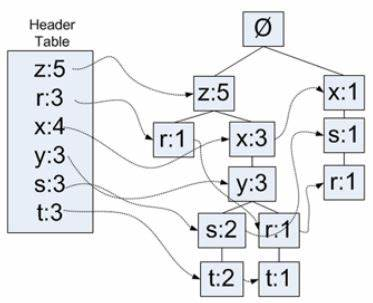 Header
Table
z:5
r:3
x:4
y:3
s:3
t:3
Ø
z:5
x:1
r:1
x:3
s:1
y:3
r:1
s:2
r:1
t:2
t:1